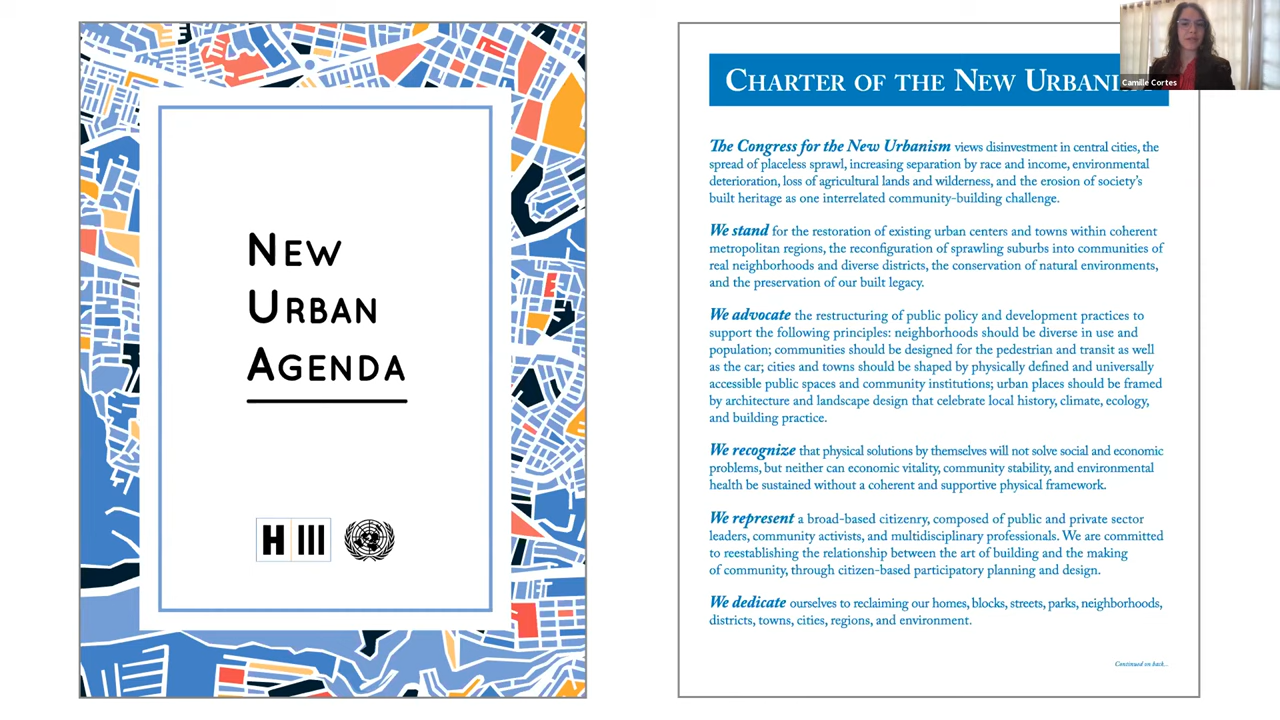 NEW
URBAN
AGENDA
H III
CHARTER OF THE NEW URBANI
Camille Cortes
The Congress for the New Urbanism views disinvestment in central cities, the
spread of placeless sprawl, increasing separation by race and income, environmental
deterioration, loss of agricultural lands and wilderness, and the erosion of society's
built heritage as one interrelated community-building challenge.
We stand for the restoration of existing urban centers and towns within coherent
metropolitan regions, the reconfiguration of sprawling suburbs into communities of
real neighborhoods and diverse districts, the conservation of natural environments,
and the preservation of our built legacy.
We advocate the restructuring of public policy and development practices to
support the following principles: neighborhoods should be diverse in use and
population; communities should be designed for the pedestrian and transit as well
as the car; cities and towns should be shaped by physically defined and universally
accessible public spaces and community institutions; urban places should be framed
by architecture and landscape design that celebrate local history, climate, ecology,
and building practice.
We recognize that physical solutions by themselves will not solve social and economic
problems, but neither can economic vitality, community stability, and environmental
health be sustained without a coherent and supportive physical framework.
We represent a broad-based citizenry, composed of public and private sector
leaders, community activists, and multidisciplinary professionals. We are committed
to reestablishing the relationship between the art of building and the making
of community, through citizen-based participatory planning and design.
We dedicate ourselves to reclaiming our homes, blocks, streets, parks, neighborhoods,
districts, towns, cities, regions, and environment.
Continued on back...